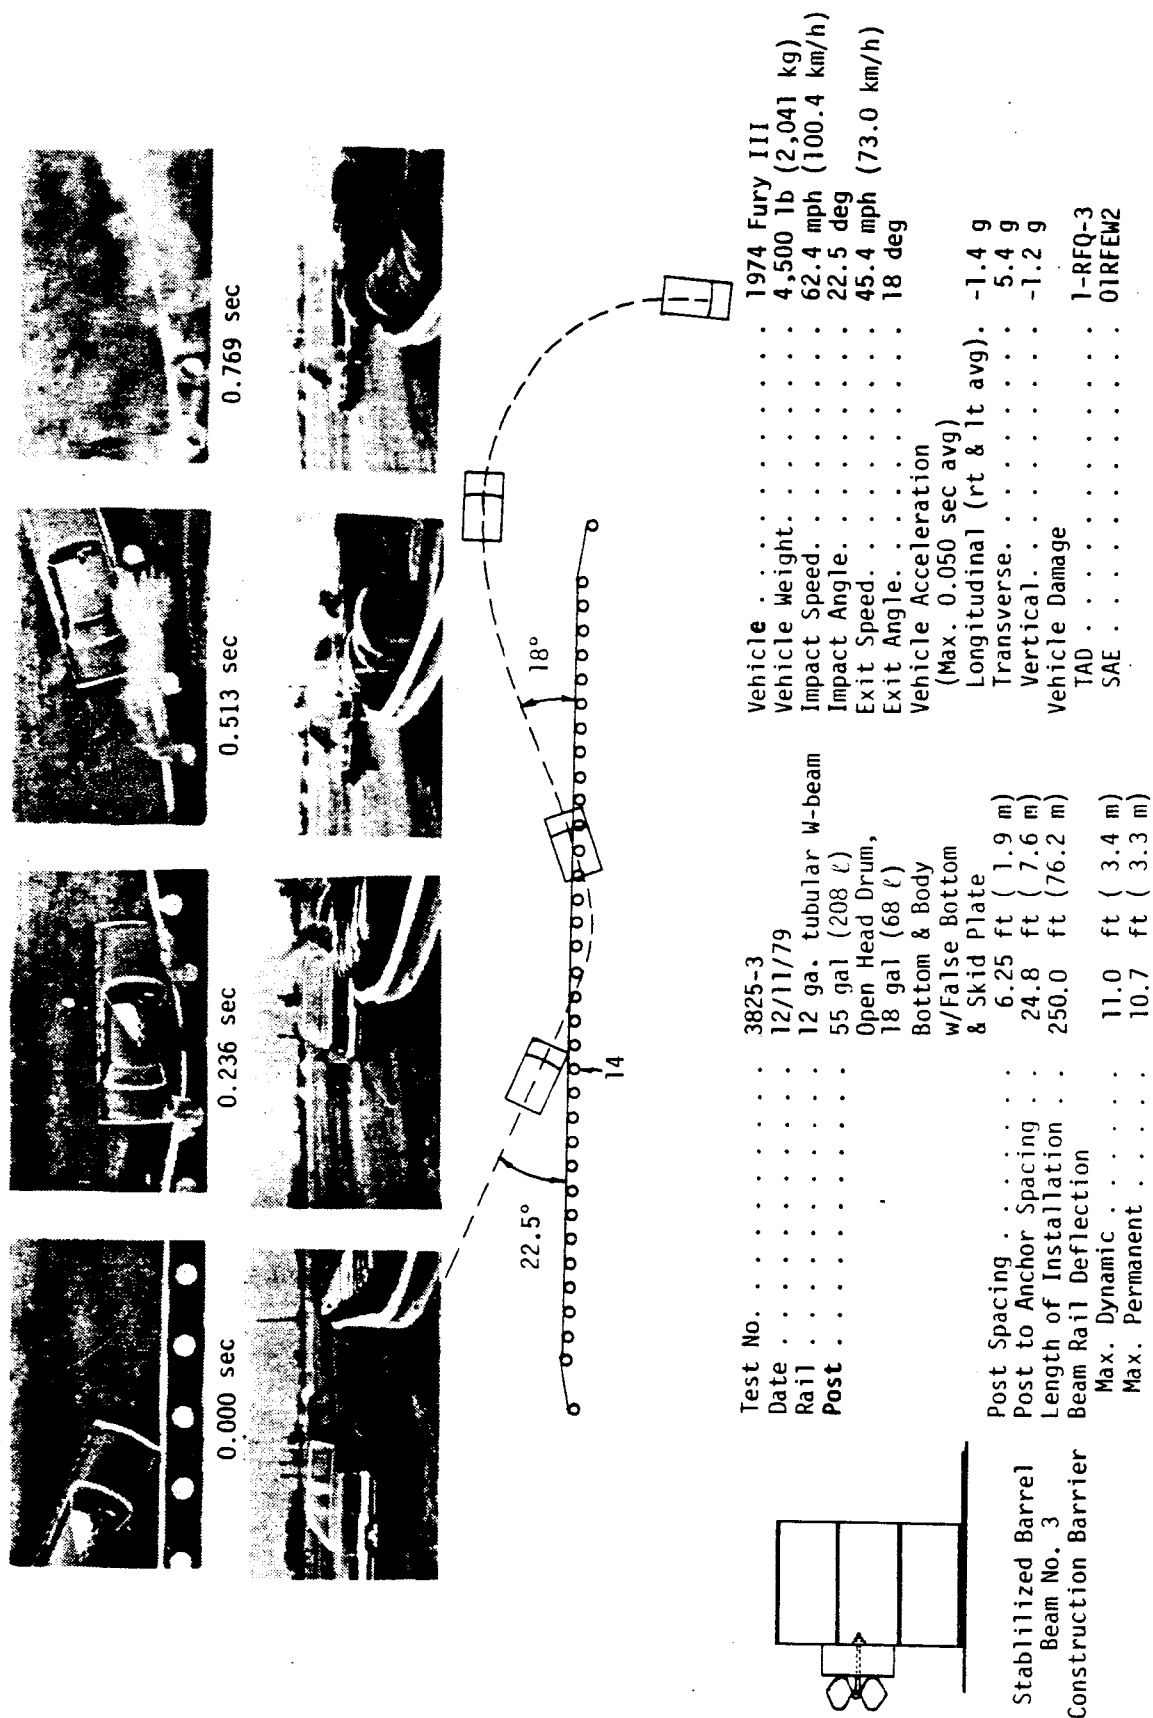 0.000 sec
0.236 sec
0.513 sec
0.769 sec
22.5°
14
18°
Stablilized Barrel
Beam No. 3
Construction Barrier
Test No. . . . . . . . . . . . 3825-3
Date . . . . . . . . . . . . . 12/11/79
Rail . . . . . . . . . . . . . 12 ga. tubular W-beam
Post . . . . . . . . . . . . . 55 gal (208 ℓ)
Open Head Drum,
18 gal (68 ℓ)
Bottom & Body
w/False Bottom
& Skid Plate
Post Spacing . . . . . . . 6.25 ft ( 1.9 m)
Post to Anchor Spacing . . 24.8 ft ( 7.6 m)
Length of Installation . . 250.0 ft (76.2 m)
Beam Rail Deflection
Max. Dynamic . . . . . . 11.0 ft ( 3.4 m)
Max. Permanent . . . . . 10.7 ft ( 3.3 m)
Vehicle . . . . . . . . . . . . 1974 Fury III
Vehicle Weight. . . . . . . . . 4,500 lb (2,041 kg)
Impact Speed. . . . . . . . . . 62.4 mph (100.4 km/h)
Impact Angle. . . . . . . . . . 22.5 deg
Exit Speed. . . . . . . . . . . 45.4 mph (73.0 km/h)
Exit Angle. . . . . . . . . . . 18 deg
Vehicle Acceleration
(Max. 0.050 sec avg)
Longitudinal (rt & lt avg). . -1.4 g
Transverse. . . . . . . . . . 5.4 g
Vertical. . . . . . . . . . . -1.2 g
Vehicle Damage
TAD . . . . . . . . . . . . . 1-RFQ-3
SAE . . . . . . . . . . . . . 01RFEW2